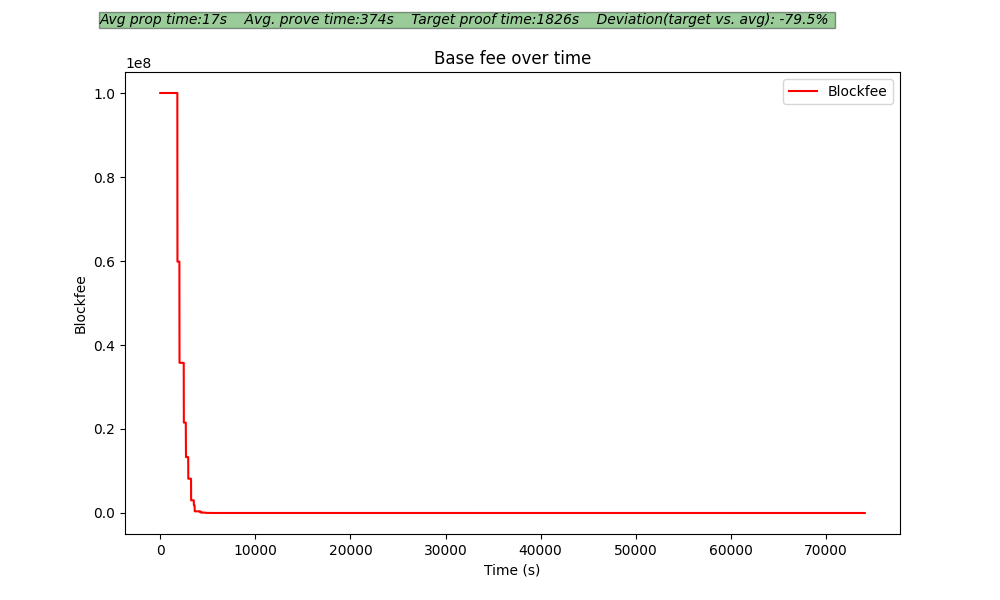 Avg prop time:17s    Avg. prove time:374s    Target proof time:1826s    Deviation(target vs. avg): -79.5%
Base fee over time
1e8
Blockfee
1.0
0.8
0.6
0.4
0.2
0.0
Blockfee
0 10000 20000 30000 40000 50000 60000 70000
Time (s)